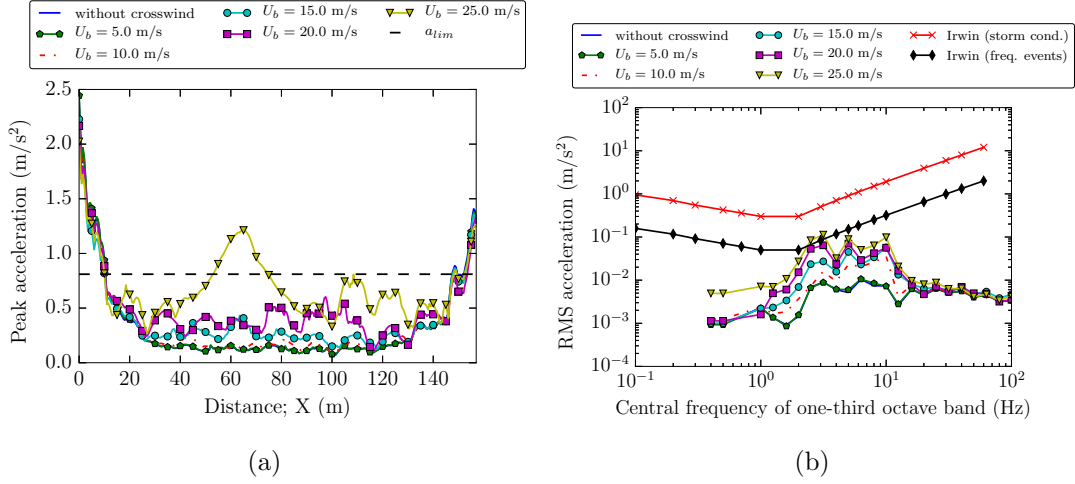 without crosswind
U_b = 5.0 m/s
U_b = 10.0 m/s
U_b = 15.0 m/s
U_b = 20.0 m/s
U_b = 25.0 m/s
a_lim
Peak acceleration (m/s²)
2.5
2.0
1.5
1.0
0.5
0.0
0 20 40 60 80 100 120 140
Distance; X (m)
(a)
without crosswind
U_b = 5.0 m/s
U_b = 10.0 m/s
U_b = 15.0 m/s
U_b = 20.0 m/s
U_b = 25.0 m/s
Irwin (storm cond.)
Irwin (freq. events)
RMS acceleration (m/s²)
10²
10¹
10⁰
10⁻¹
10⁻²
10⁻³
10⁻⁴
10⁻¹ 10⁰ 10¹ 10²
Central frequency of one-third octave band (Hz)
(b)